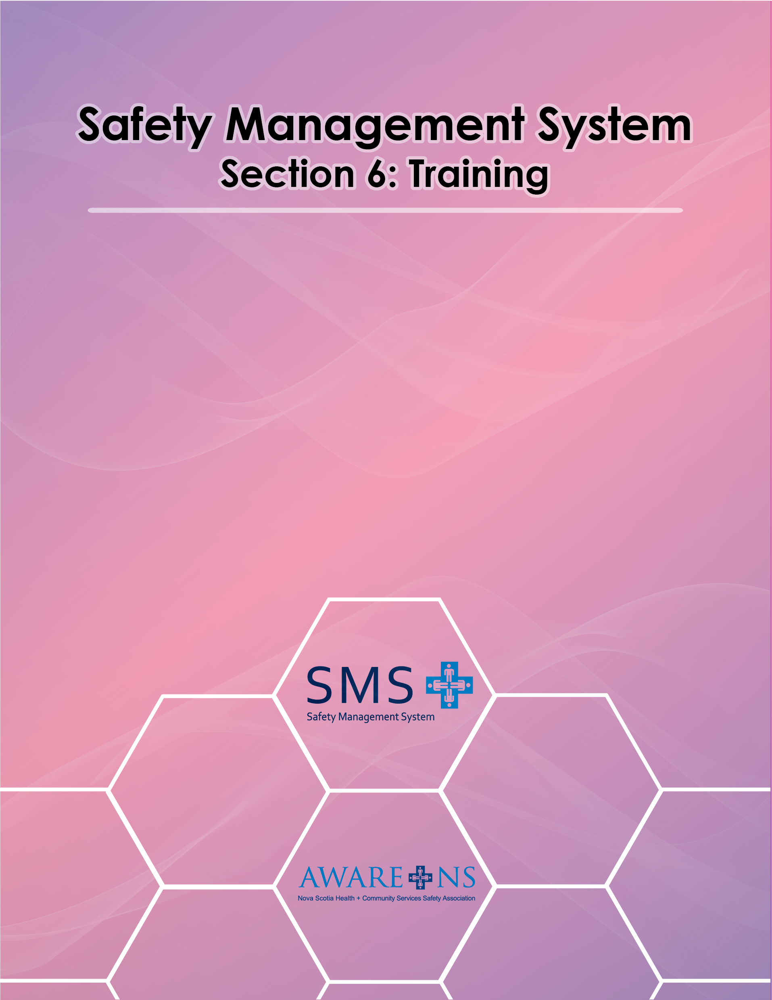 Safety Management System
Section 6: Training
SMS
Safety Management System
AWARE NS
Nova Scotia Health + Community Services Safety Association